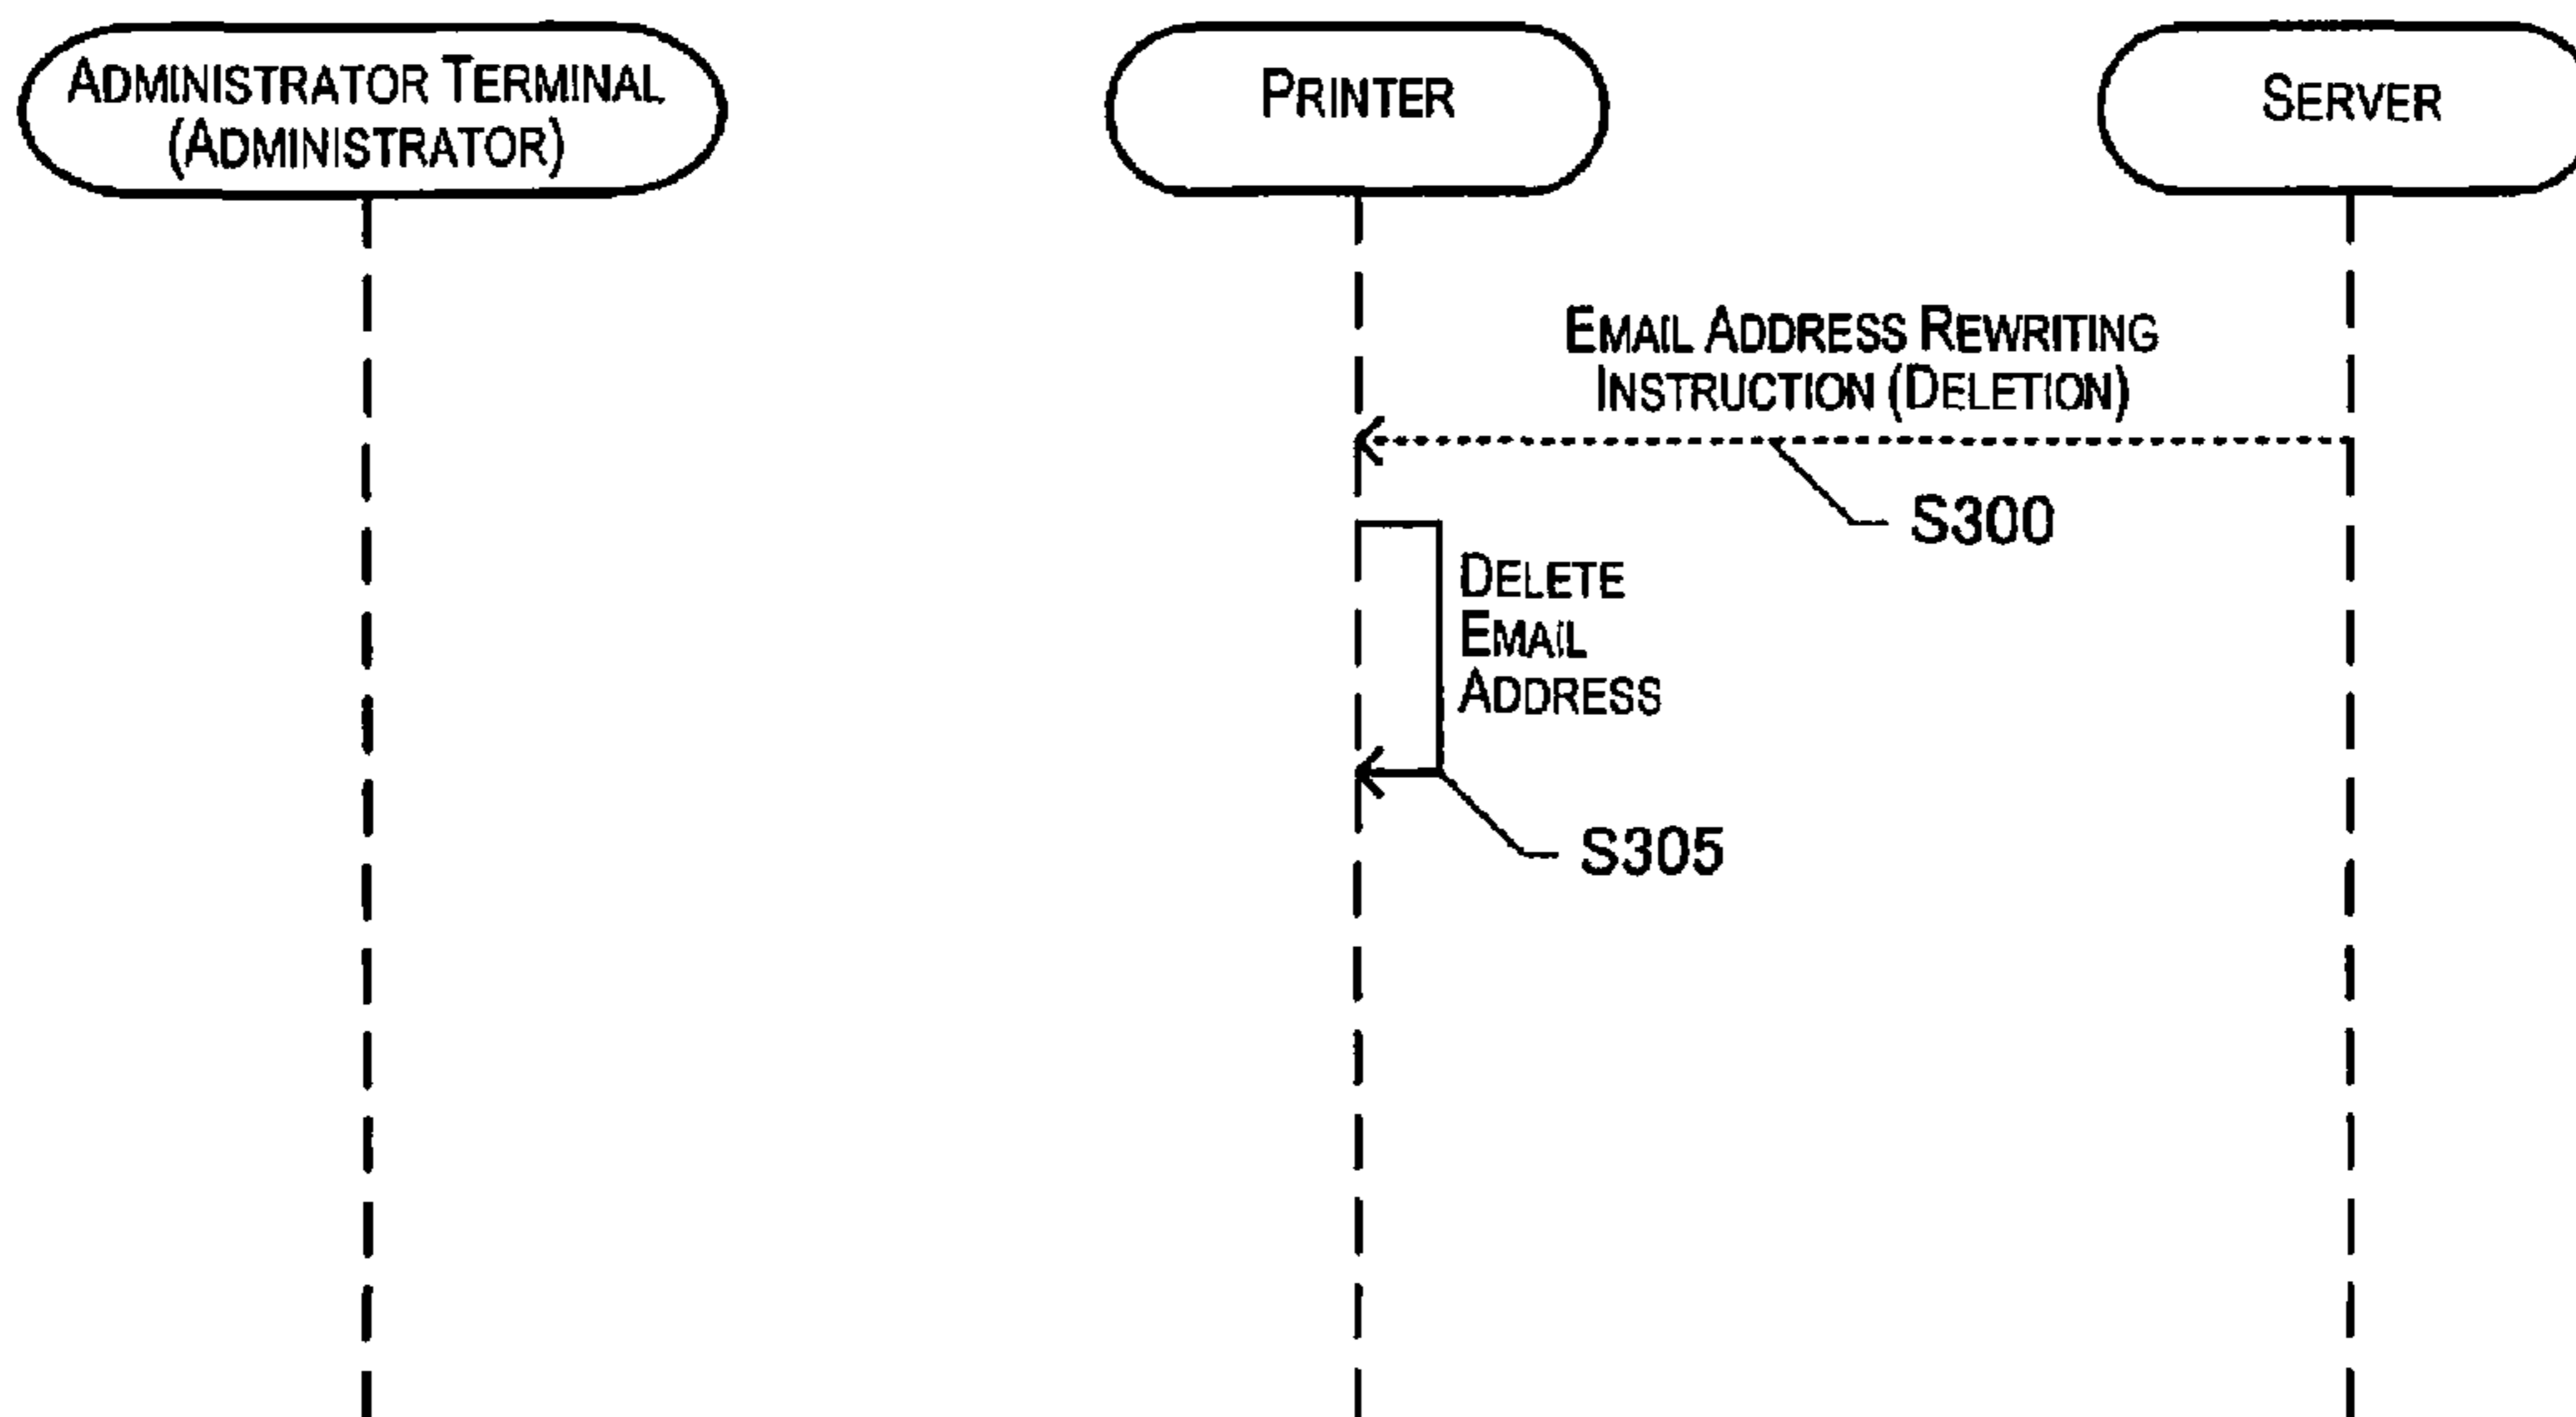 ADMINISTRATOR TERMINAL
(ADMINISTRATOR)
PRINTER
SERVER
EMAIL ADDRESS REWRITING
INSTRUCTION (DELETION)
S300
DELETE
EMAIL
ADDRESS
S305